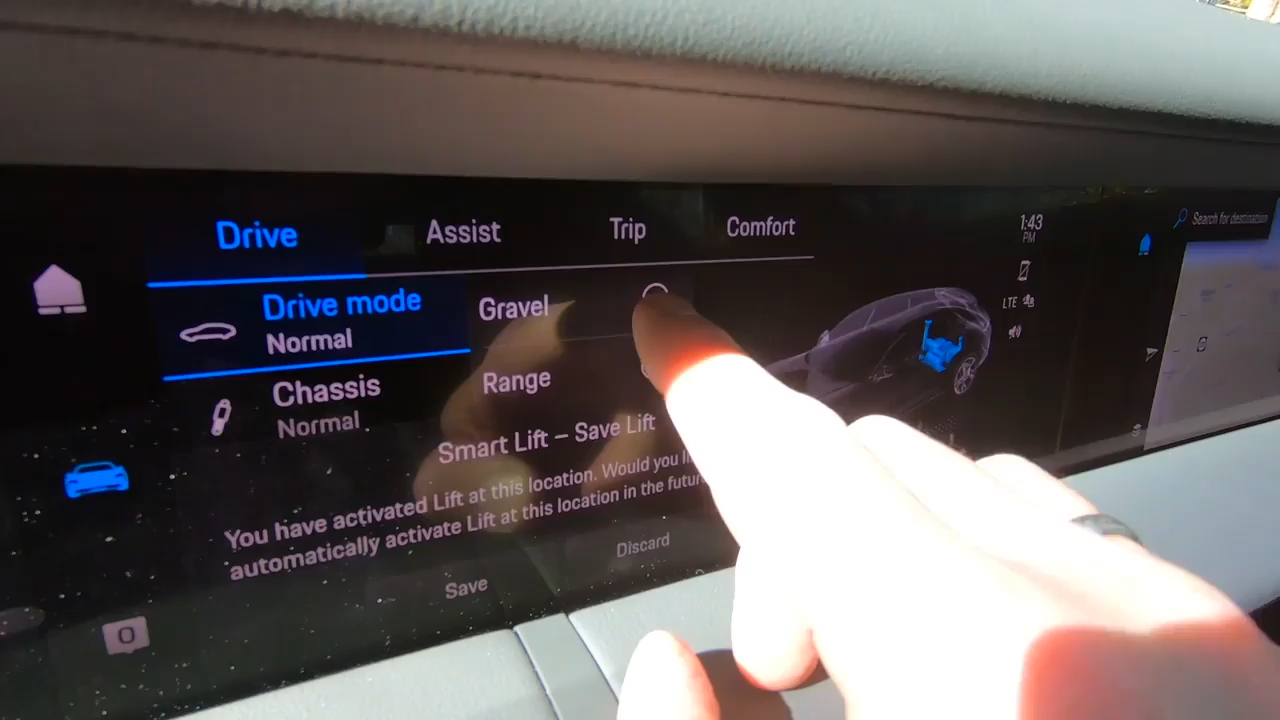 Drive
Assist
Trip
Comfort
Drive mode
Normal
Gravel
Chassis
Normal
Range
Smart Lift – Save Lift
You have activated Lift at this location. Would you
automatically activate Lift at this location in the
Save
Discard
0
1:43
PM
LTE
Search for destination